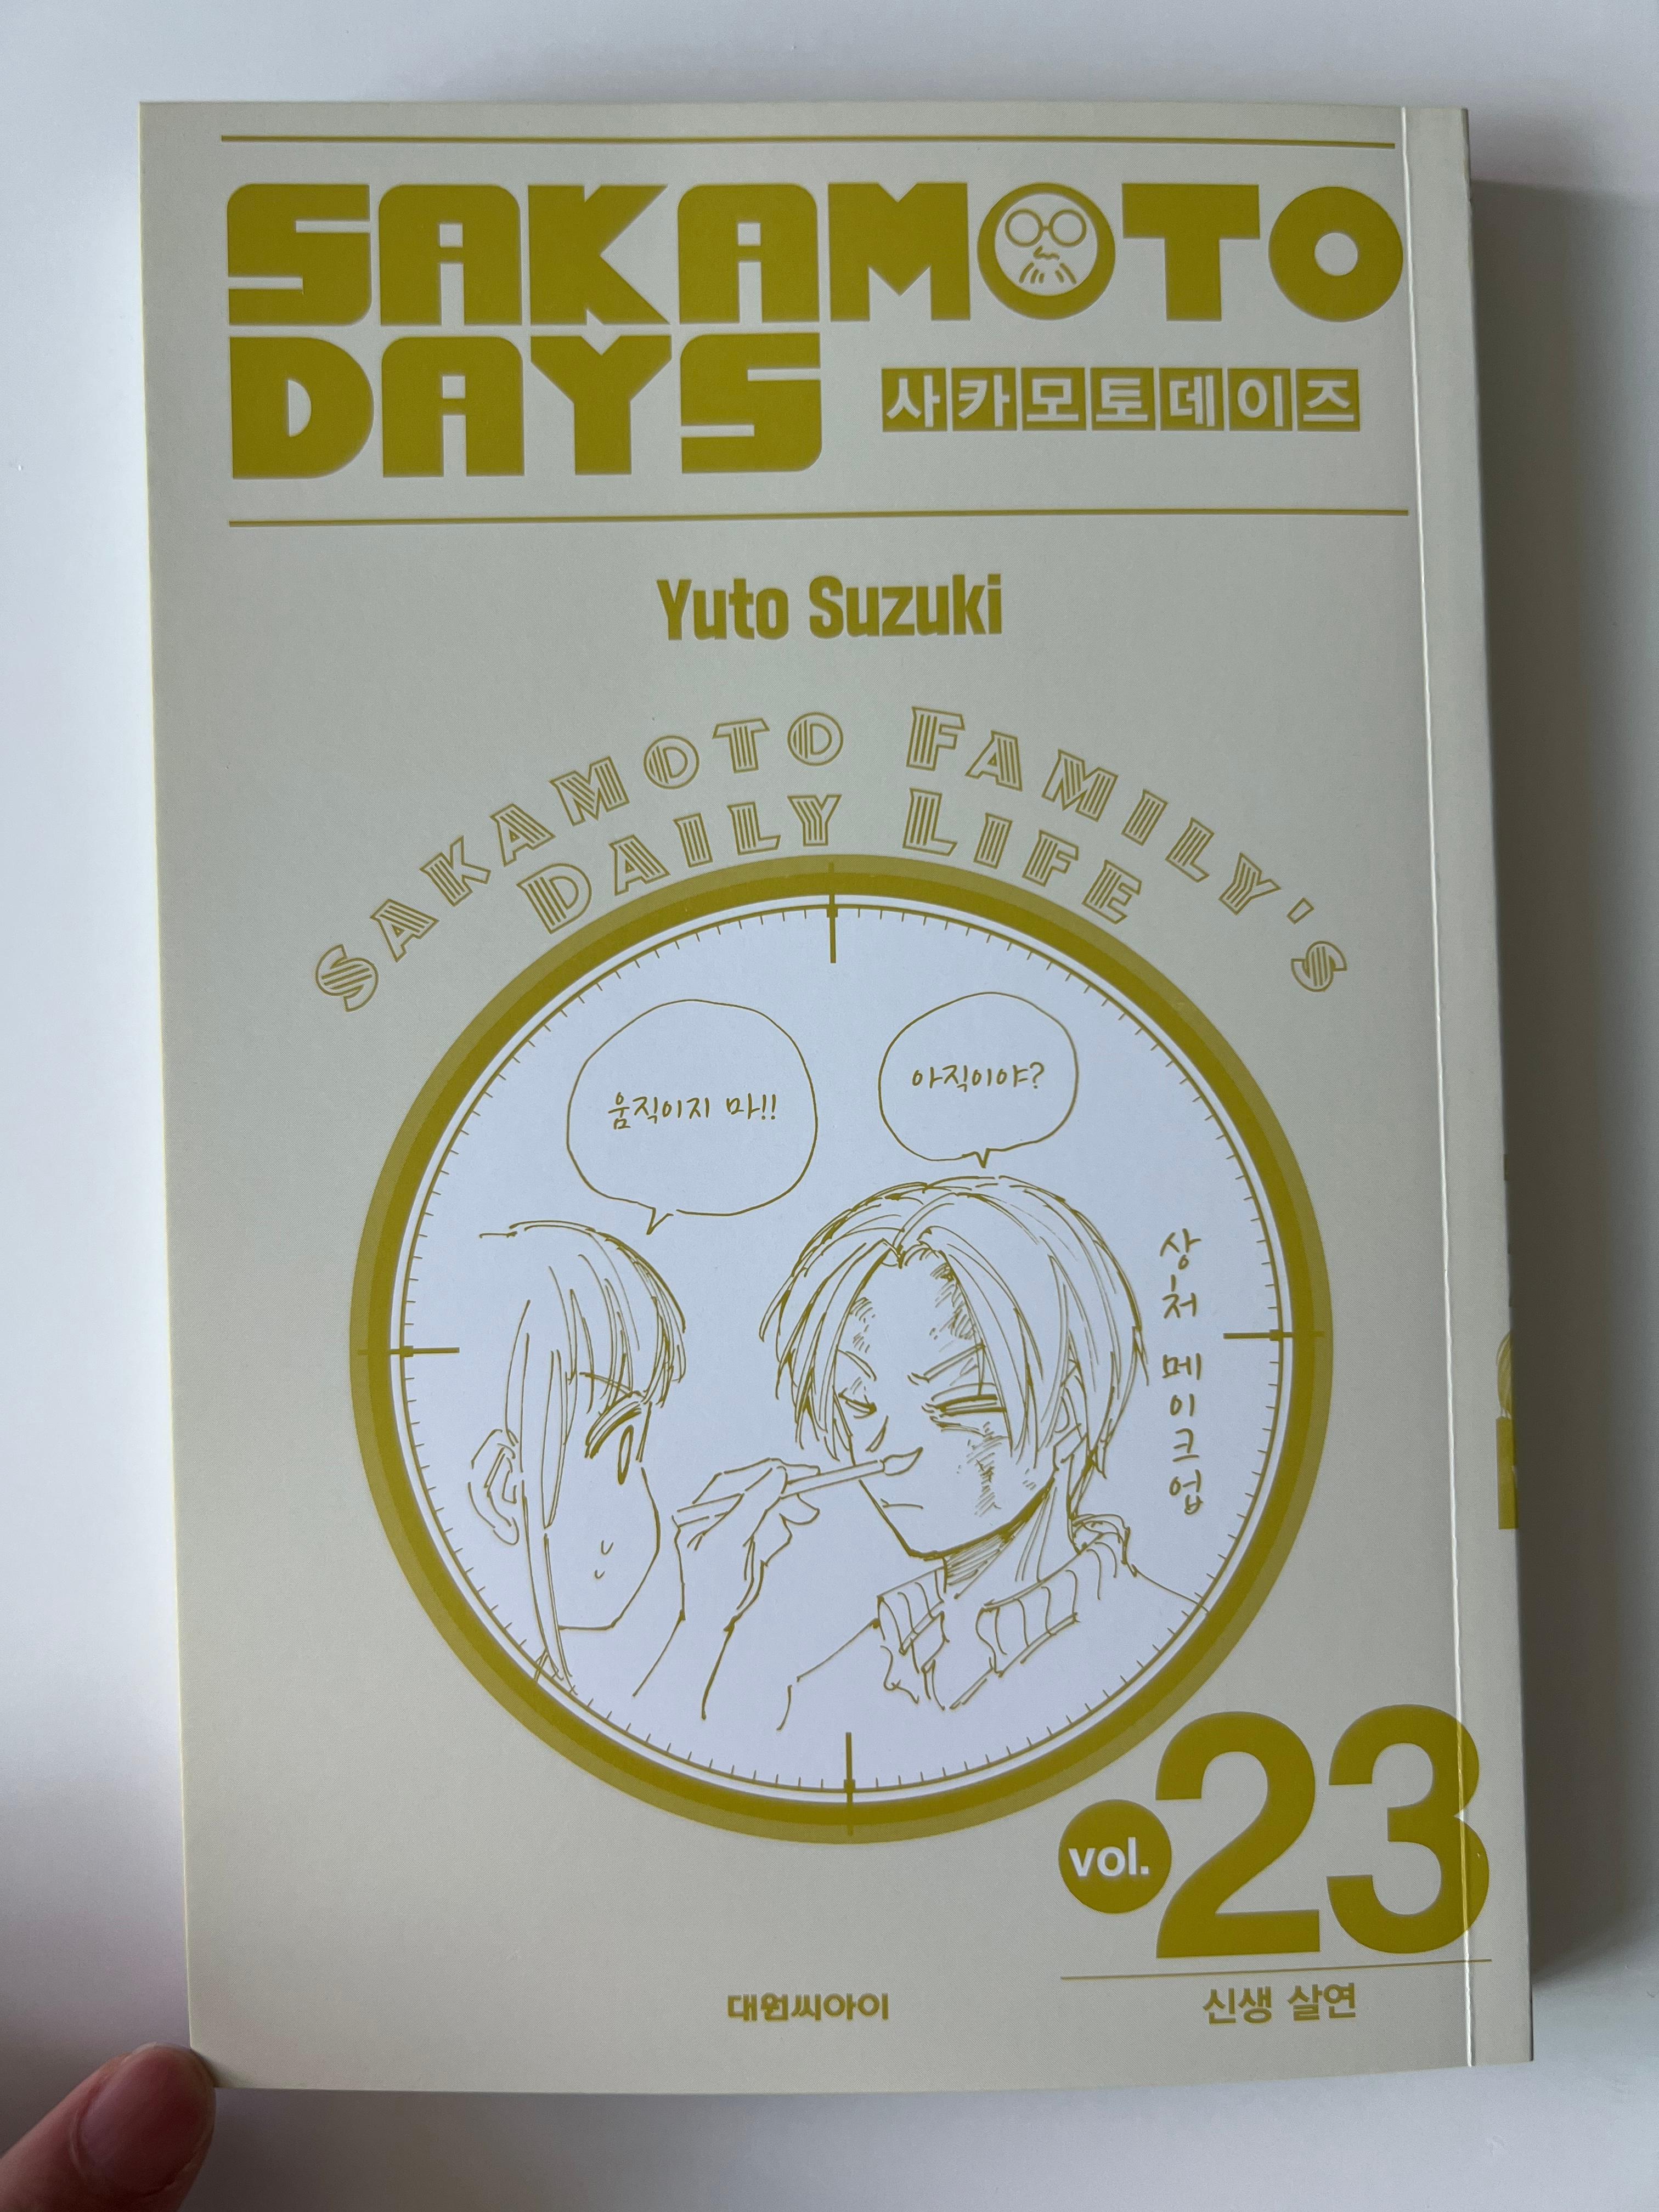 SAKAMOTO
DAYS 사카모토데이즈
Yuto Suzuki
SAKAMOTO FAMILY'S
DAILY LIFE
움직이지 마!!
아직이야?
상처 메이크업
vol. 23
신생 살연
대원씨아이